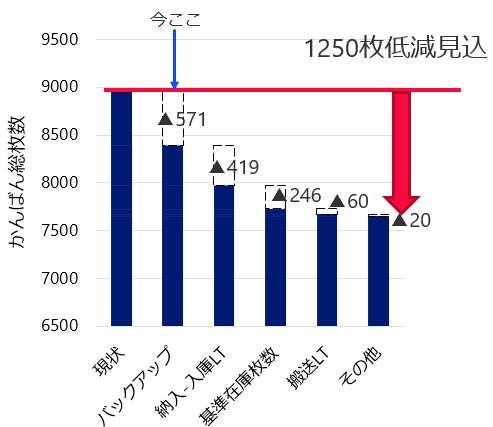 今ここ
1250枚低減見込
かんばん総枚数
9500
9000
8500
8000
7500
7000
6500
▲571
▲419
▲246
▲60
▲20
現状
バックアップ
納入-入庫LT
基準在庫枚数
搬送LT
その他